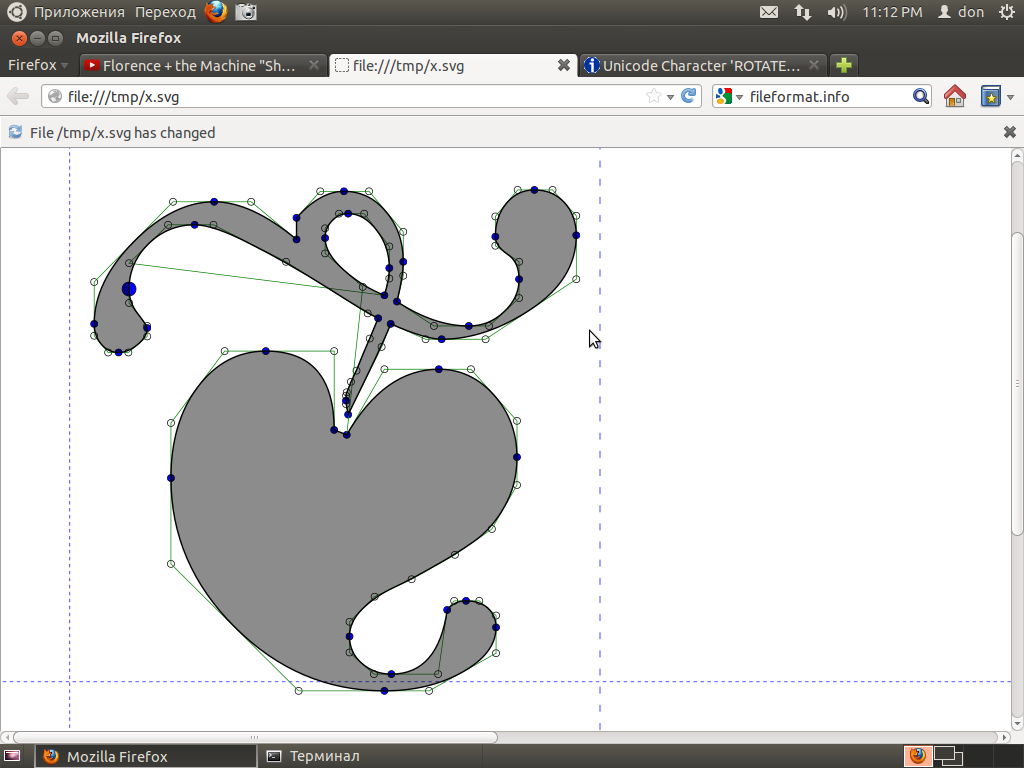 Приложения Переход 11:12 PM don
Mozilla Firefox
Firefox Florence + the Machine "Sh... file:///tmp/x.svg Unicode Character 'ROTATE...
file:///tmp/x.svg fileformat.info
File /tmp/x.svg has changed
Mozilla Firefox Терминал